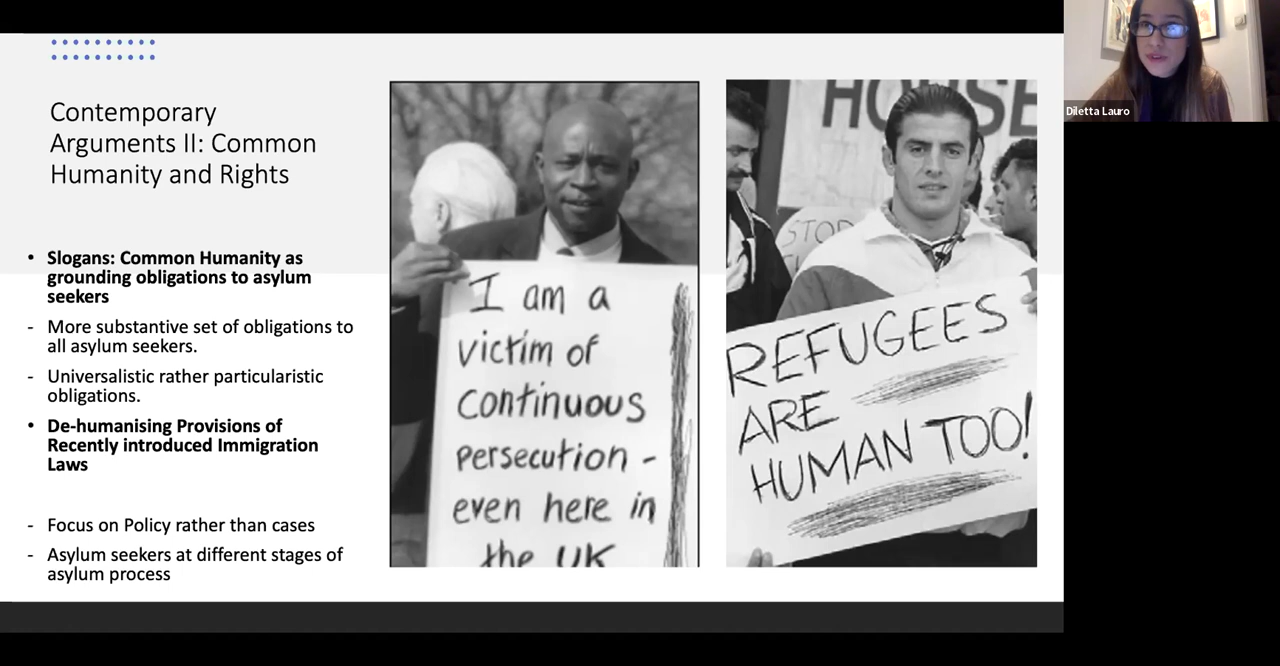 Contemporary
Arguments II: Common
Humanity and Rights
• Slogans: Common Humanity as
grounding obligations to asylum
seekers
- More substantive set of obligations to
all asylum seekers.
- Universalistic rather particularistic
obligations.
• De-humanising Provisions of
Recently introduced Immigration
Laws
- Focus on Policy rather than cases
- Asylum seekers at different stages of
asylum process
I am a
victim of
continuous
persecution -
even here in
the UK
HOUSE
STOP
REFUGEES
ARE
HUMAN TOO!
Diletta Lauro